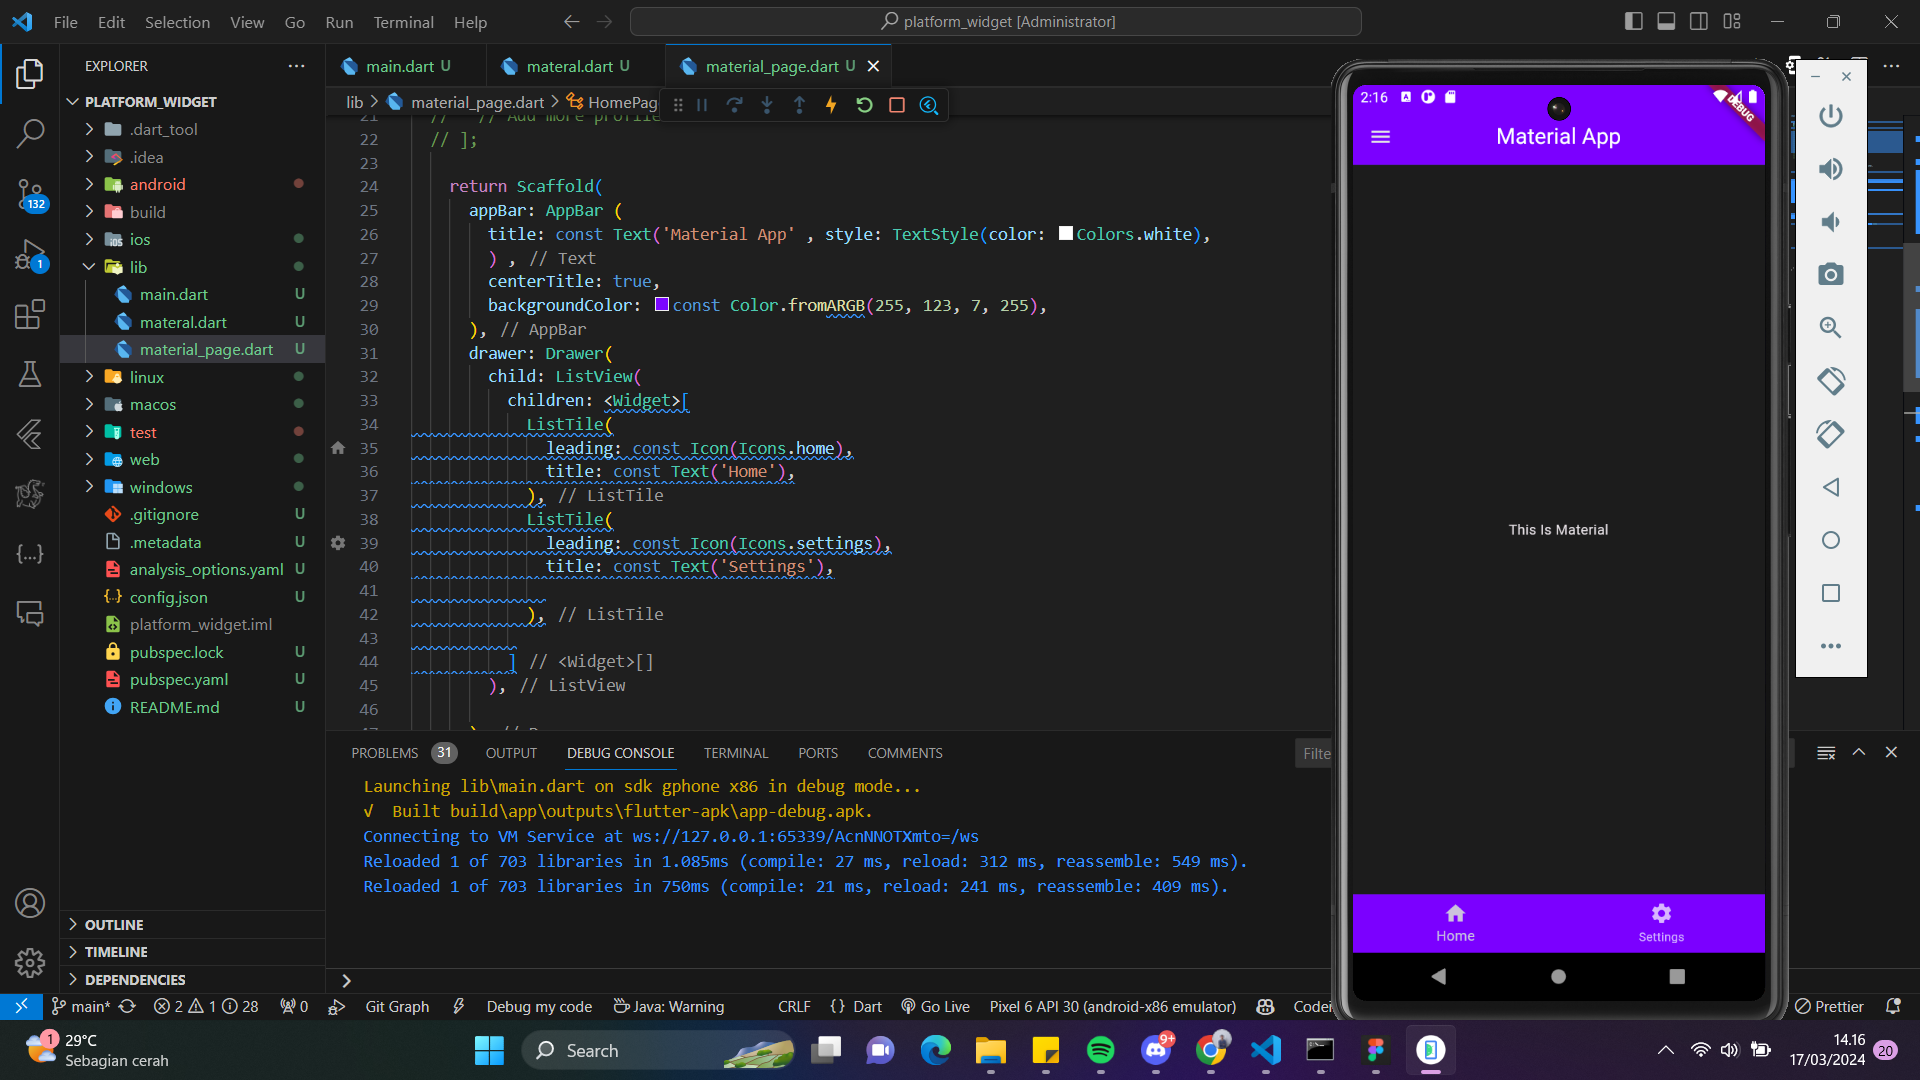 File Edit Selection View Go Run Terminal Help
platform_widget [Administrator]
EXPLORER
PLATFORM_WIDGET
.dart_tool
.idea
android
build
ios
lib
main.dart U
materal.dart U
material_page.dart U
linux
macos
test
web
windows
.gitignore U
.metadata U
analysis_options.yaml U
config.json U
platform_widget.iml
pubspec.lock U
pubspec.yaml U
README.md U
OUTLINE
TIMELINE
DEPENDENCIES
132
1
main.dart U materal.dart U material_page.dart U
lib > material_page.dart > HomePag
21 // // Add more profile
22 // ];
23
24 return Scaffold(
25 appBar: AppBar (
26 title: const Text('Material App' , style: TextStyle(color: Colors.white),
27 ) , // Text
28 centerTitle: true,
29 backgroundColor: const Color.fromARGB(255, 123, 7, 255),
30 ), // AppBar
31 drawer: Drawer(
32 child: ListView(
33 children: <Widget>[
34 ListTile(
35 leading: const Icon(Icons.home),
36 title: const Text('Home'),
37 ), // ListTile
38 ListTile(
39 leading: const Icon(Icons.settings),
40 title: const Text('Settings'),
41
42 ), // ListTile
43
44 ] // <Widget>[]
45 ), // ListView
46
PROBLEMS 31 OUTPUT DEBUG CONSOLE TERMINAL PORTS COMMENTS
Filte
Launching lib\main.dart on sdk gphone x86 in debug mode...
√ Built build\app\outputs\flutter-apk\app-debug.apk.
Connecting to VM Service at ws://127.0.0.1:65339/AcnNNOTXmto=/ws
Reloaded 1 of 703 libraries in 1.085ms (compile: 27 ms, reload: 312 ms, reassemble: 549 ms).
Reloaded 1 of 703 libraries in 750ms (compile: 21 ms, reload: 241 ms, reassemble: 409 ms).
2:16
DEBUG
Material App
This Is Material
Home Settings
main* 2 1 28 0 Git Graph Debug my code Java: Warning CRLF {} Dart Go Live Pixel 6 API 30 (android-x86 emulator) Codei Prettier
1
29°C
Sebagian cerah
Search
9+
14.16
17/03/2024
20